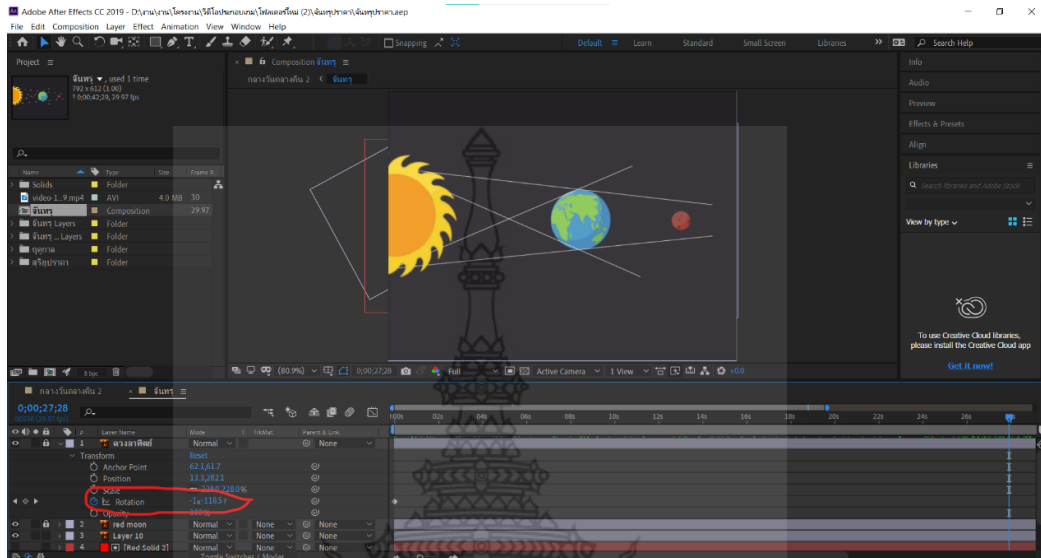 Adobe After Effects CC 2019 - D:\งาน\งาน\โครงงาน\วิดีโอประกอบเกม\โฟลเดอร์ใหม่ (2)\จันทรุปราคา\จันทรุปราคา.aep
File Edit Composition Layer Effect Animation View Window Help
Snapping Default Learn Standard Small Screen Libraries Search Help
Project
Composition จันทรุ
Info
จันทรุ , used 1 time
792 x 612 (1.00)
กลางวันกลางคืน 2 จันทรุ
Audio
Preview
Effects & Presets
Align
Libraries
Name Type Size Frame R...
Search libraries and Adobe Stock
Solids Folder
video-1...9.mp4 AVI 4.0 MB 30
จันทรุ Composition 29.97
จันทรุ Layers Folder
จันทรุ ... Layers Folder
ฤดูกาล Folder
สุริยุปราคา Folder
View by type
To use Creative Cloud libraries,
please install the Creative Cloud app
Get it now!
8 bpc
(80.9%) 0;00;27;28 Full Active Camera 1 View +0.0
กลางวันกลางคืน 2 จันทรุ
0;00;27;28
02s 04s 06s 08s 10s 12s 14s 16s 18s 20s 22s 24s 26s
# Layer Name Mode T TrkMat Parent & Link
1 ดวงอาทิตย์ Normal None
Transform Reset
Anchor Point 62.1,61.7
Position 13.3,282.1
Scale
Rotation
Opacity 100%
2 red moon Normal None None
3 Layer 10 Normal None None
4 [Red Solid 2] Normal None None
Toggle Switches / Modes